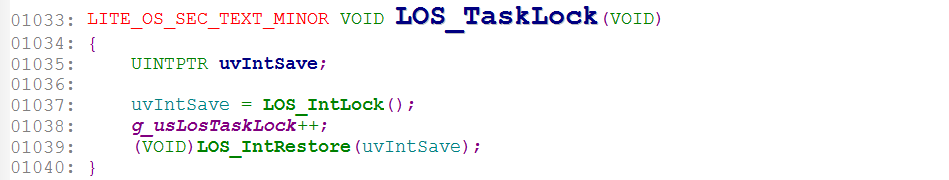 01033: LITE_OS_SEC_TEXT_MINOR VOID LOS_TaskLock(VOID)
01034: {
01035:     UINTPTR uvIntSave;
01036:
01037:     uvIntSave = LOS_IntLock();
01038:     g_usLosTaskLock++;
01039:     (VOID)LOS_IntRestore(uvIntSave);
01040: }